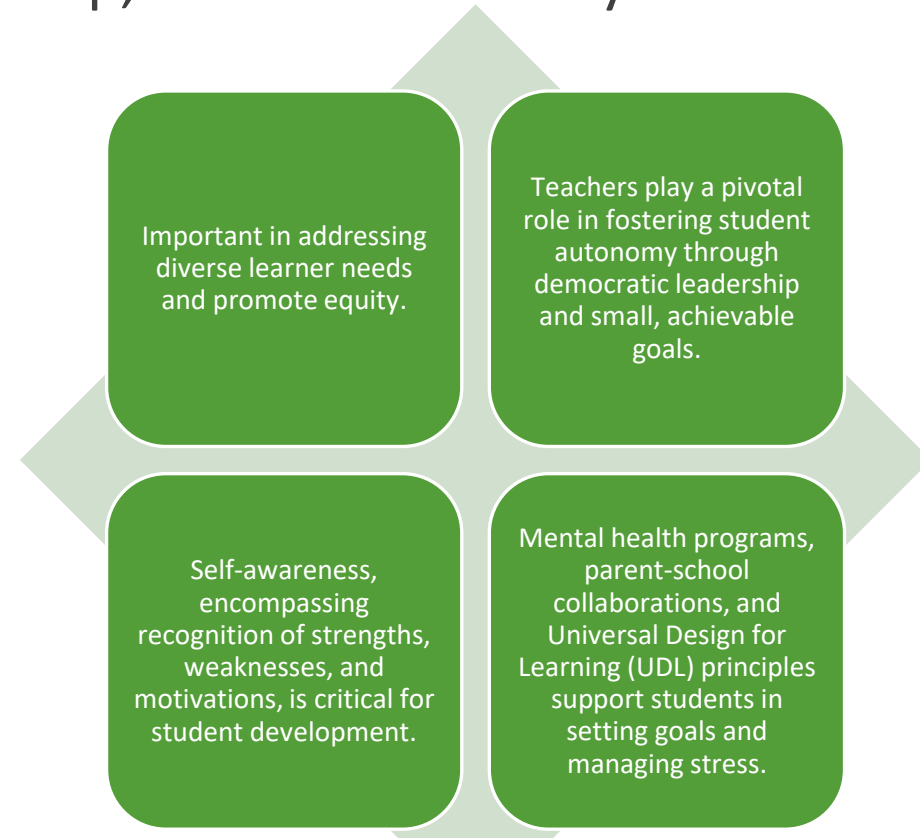 Important in addressing
diverse learner needs
and promote equity.
Teachers play a pivotal
role in fostering student
autonomy through
democratic leadership
and small, achievable
goals.
Self-awareness,
encompassing
recognition of strengths,
weaknesses, and
motivations, is critical for
student development.
Mental health programs,
parent-school
collaborations, and
Universal Design for
Learning (UDL) principles
support students in
setting goals and
managing stress.